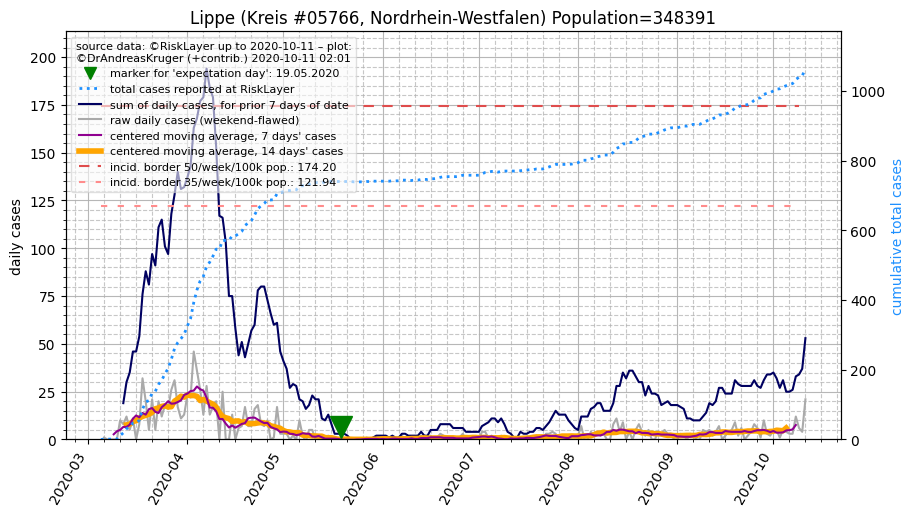 Lippe (Kreis #05766, Nordrhein-Westfalen) Population=348391
source data: ©RiskLayer up to 2020-10-11 – plot:
©DrAndreasKruger (+contrib.) 2020-10-11 02:01
marker for 'expectation day': 19.05.2020
total cases reported at RiskLayer
sum of daily cases, for prior 7 days of date
raw daily cases (weekend-flawed)
centered moving average, 7 days' cases
centered moving average, 14 days' cases
incid. border 50/week/100k pop.: 174.20
incid. border 35/week/100k pop.: 121.94
daily cases
200
175
150
125
100
75
50
25
0
cumulative total cases
1000
800
600
400
200
0
2020-03
2020-04
2020-05
2020-06
2020-07
2020-08
2020-09
2020-10